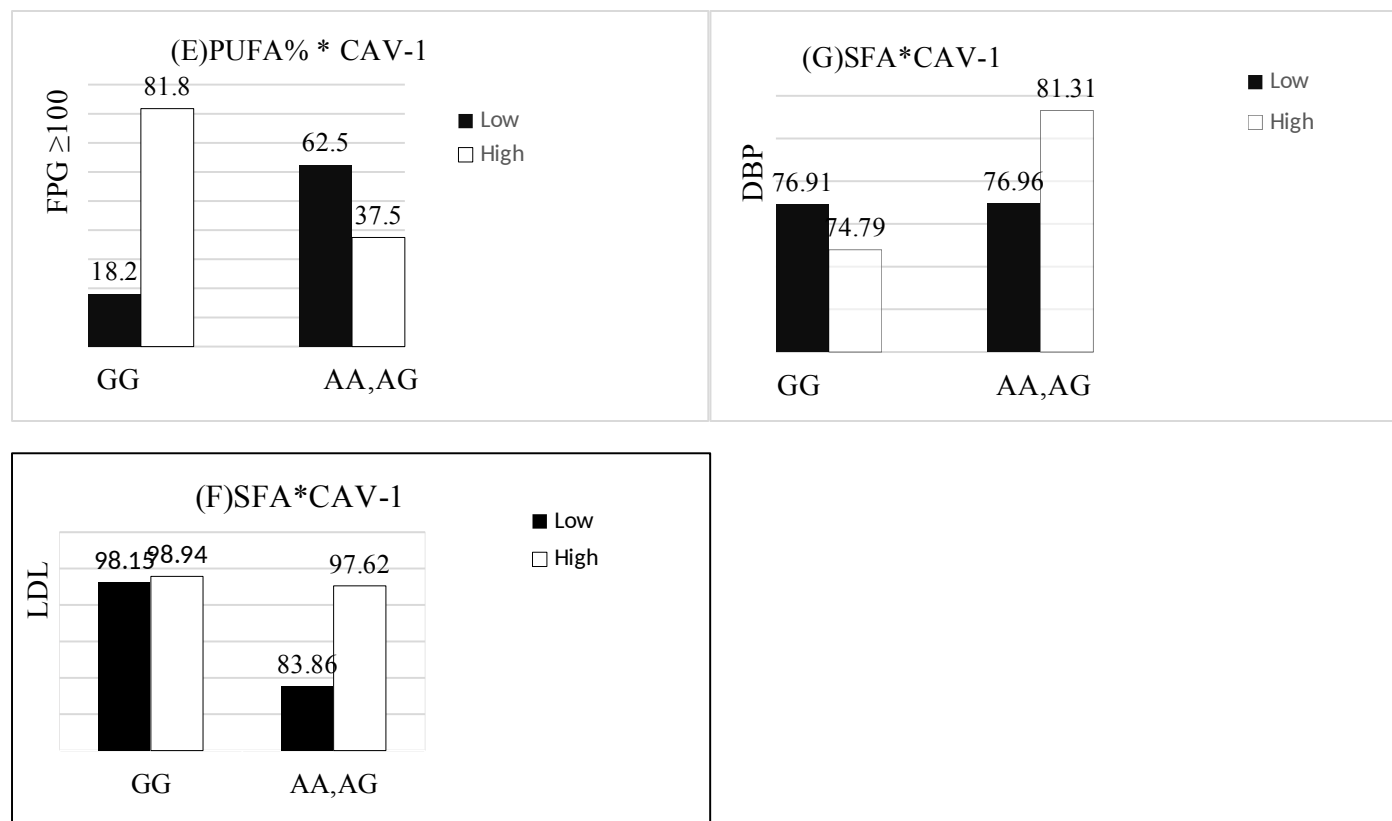 (E)PUFA% * CAV-1
FPG ≥100
18.2
81.8
62.5
37.5
GG
AA,AG
Low
High
(G)SFA*CAV-1
DBP
76.91
74.79
76.96
81.31
GG
AA,AG
Low
High
(F)SFA*CAV-1
LDL
98.15
98.94
83.86
97.62
GG
AA,AG
Low
High